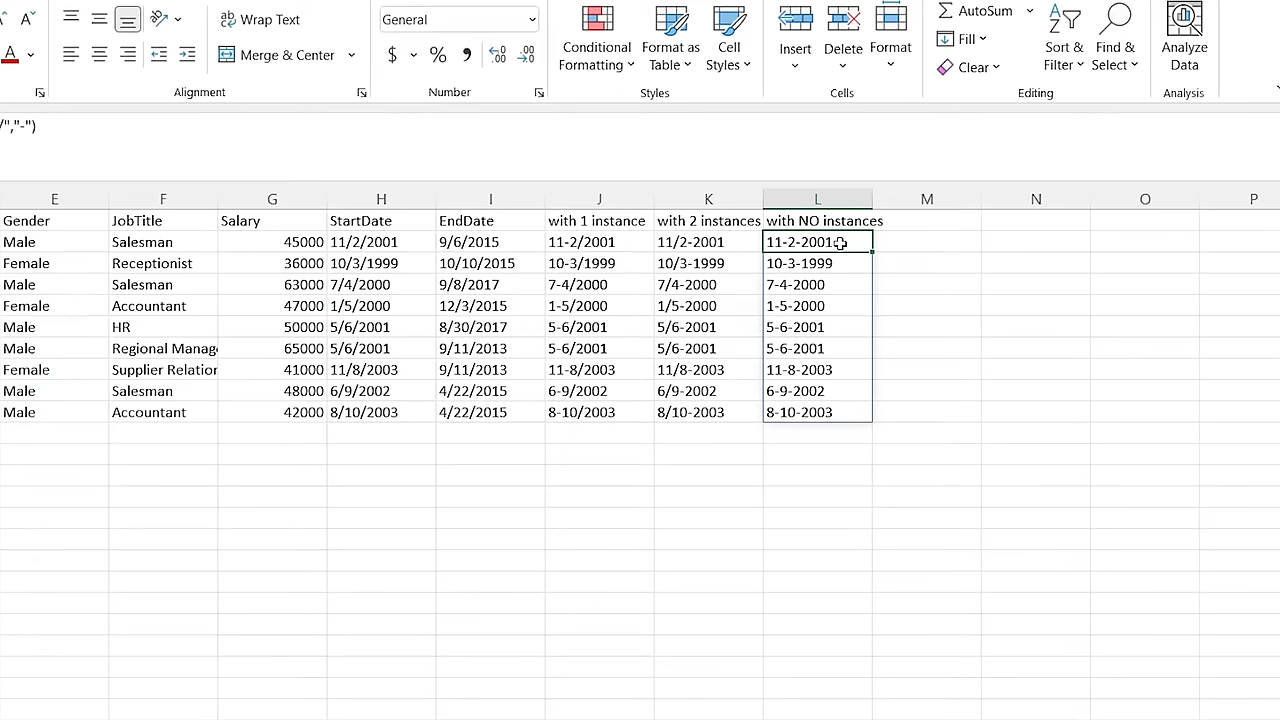 Wrap Text
Merge & Center
General
$ % 9
Conditional Formatting
Format as Table
Cell Styles
Insert
Delete
Format
AutoSum
Fill
Clear
Sort & Filter
Find & Select
Analyze Data
Alignment
Number
Styles
Cells
Editing
Analysis
/","-")
E F G H I J K L M N O P
Gender JobTitle Salary StartDate EndDate with 1 instance with 2 instances with NO instances
Male Salesman 45000 11/2/2001 9/6/2015 11-2/2001 11/2-2001 11-2-2001
Female Receptionist 36000 10/3/1999 10/10/2015 10-3/1999 10/3-1999 10-3-1999
Male Salesman 63000 7/4/2000 9/8/2017 7-4/2000 7/4-2000 7-4-2000
Female Accountant 47000 1/5/2000 12/3/2015 1-5/2000 1/5-2000 1-5-2000
Male HR 50000 5/6/2001 8/30/2017 5-6/2001 5/6-2001 5-6-2001
Male Regional Manag 65000 5/6/2001 9/11/2013 5-6/2001 5/6-2001 5-6-2001
Female Supplier Relation 41000 11/8/2003 9/11/2013 11-8/2003 11/8-2003 11-8-2003
Male Salesman 48000 6/9/2002 4/22/2015 6-9/2002 6/9-2002 6-9-2002
Male Accountant 42000 8/10/2003 4/22/2015 8-10/2003 8/10-2003 8-10-2003